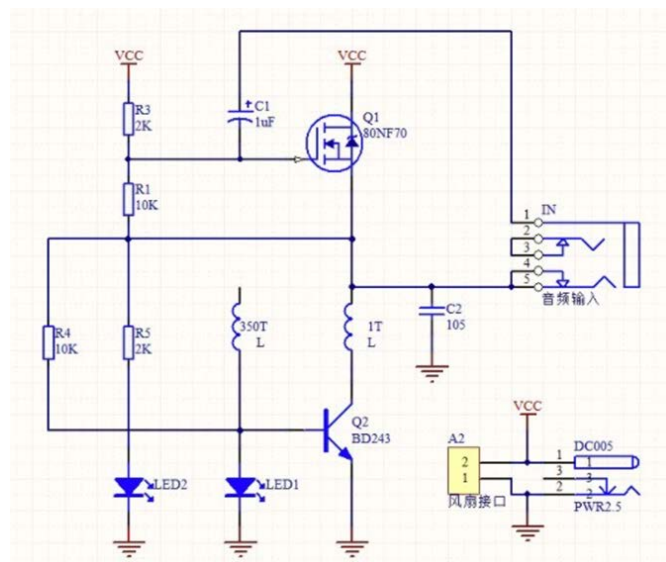 VCC
VCC
R3
2K
C1
1uF
Q1
80NF70
R1
10K
1
IN
2
3
4
5
音频输入
R4
10K
R5
2K
350T
L
1T
L
C2
105
Q2
BD243
VCC
A2
DC005
2
1
1
1
3
3
2
2
风扇接口
PWR2.5
LED2
LED1